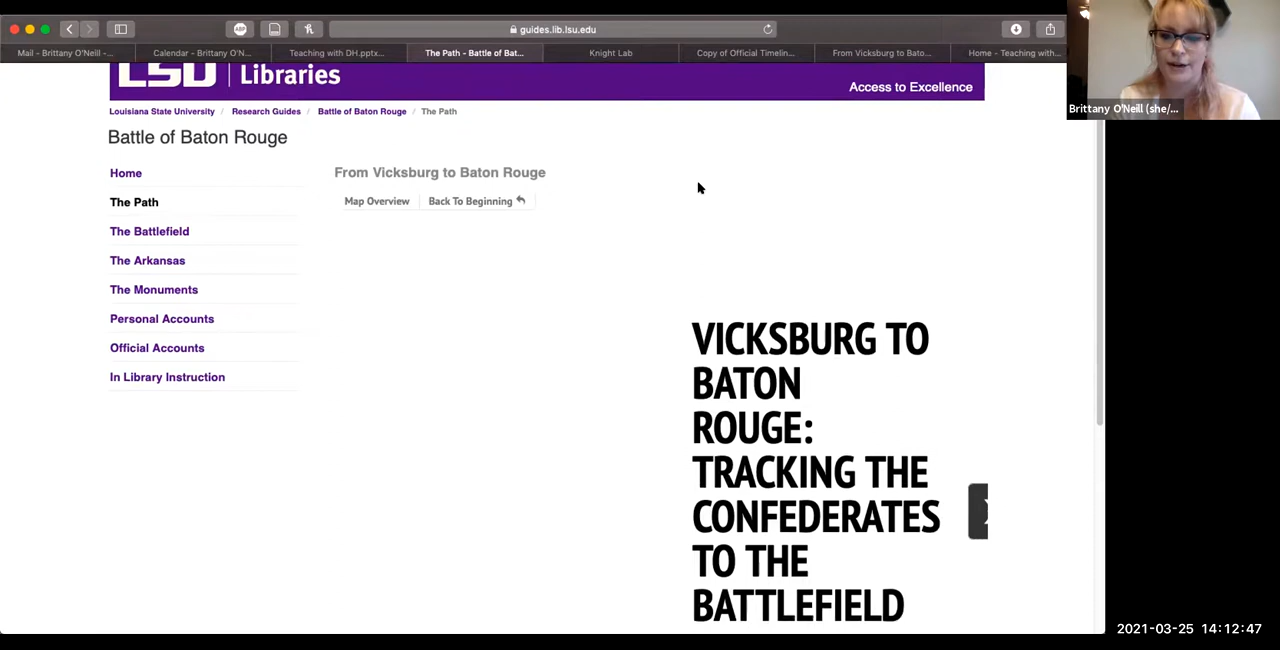 guides.lib.lsu.edu
ABP
Mail - Brittany O'Neill -...
Calendar - Brittany O'N...
Teaching with DH.pptx...
The Path - Battle of Bat...
Knight Lab
Copy of Official Timelin...
From Vicksburg to Bato...
Home - Teaching with...
Brittany O'Neill (she/...
LSU Libraries
Access to Excellence
Louisiana State University / Research Guides / Battle of Baton Rouge / The Path
Battle of Baton Rouge
Home
The Path
The Battlefield
The Arkansas
The Monuments
Personal Accounts
Official Accounts
In Library Instruction
From Vicksburg to Baton Rouge
Map Overview
Back To Beginning
VICKSBURG TO
BATON
ROUGE:
TRACKING THE
CONFEDERATES
TO THE
BATTLEFIELD
2021-03-25 14:12:47